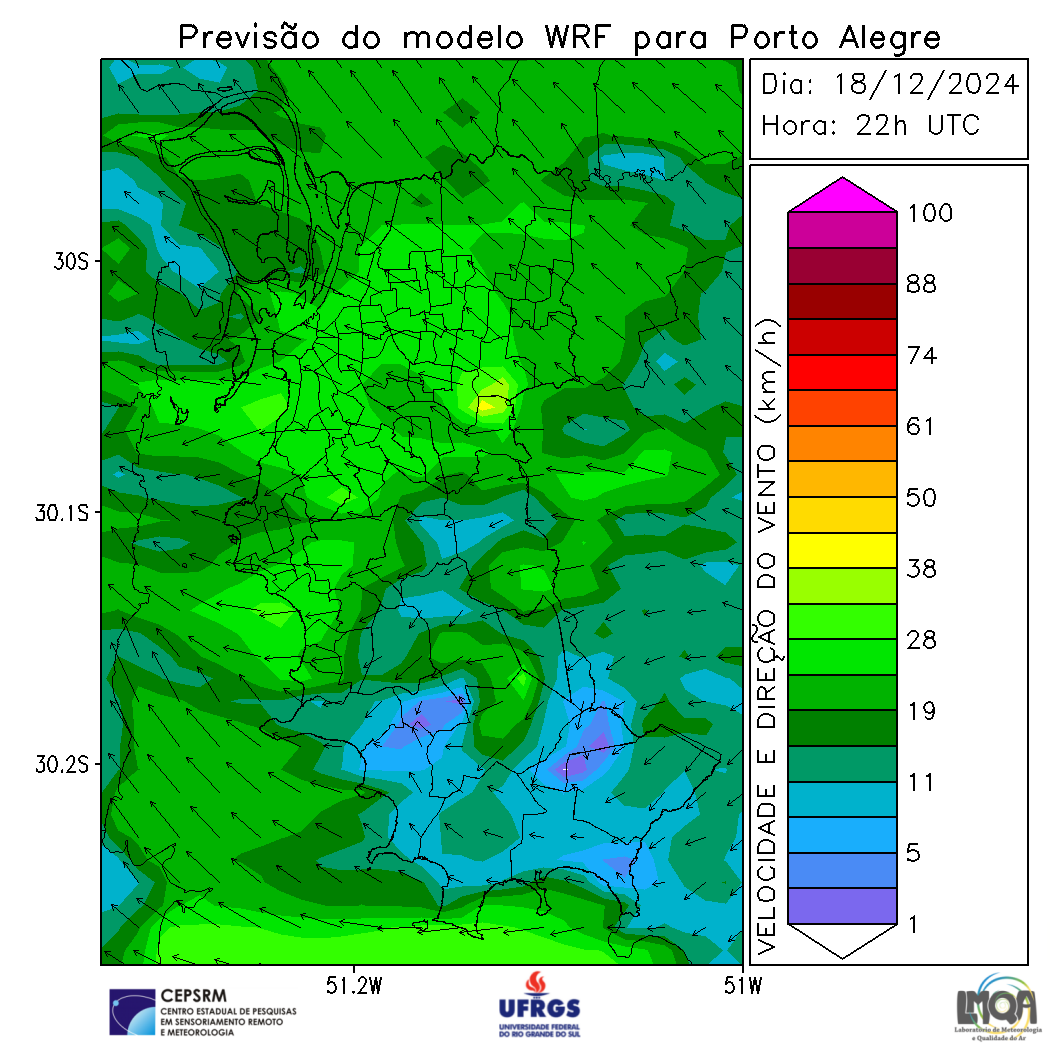 Previsão do modelo WRF para Porto Alegre
Dia: 18/12/2024
Hora: 22h UTC
30S
30.1S
30.2S
51.2W
51W
VELOCIDADE E DIREÇÃO DO VENTO (km/h)
100
88
74
61
50
38
28
19
11
5
1
CEPSRM
CENTRO ESTADUAL DE PESQUISAS
EM SENSORIAMENTO REMOTO
E METEOROLOGIA
UFRGS
UNIVERSIDADE FEDERAL
DO RIO GRANDE DO SUL
LMQA
Laboratório de Meteorologia
e Qualidade do Ar